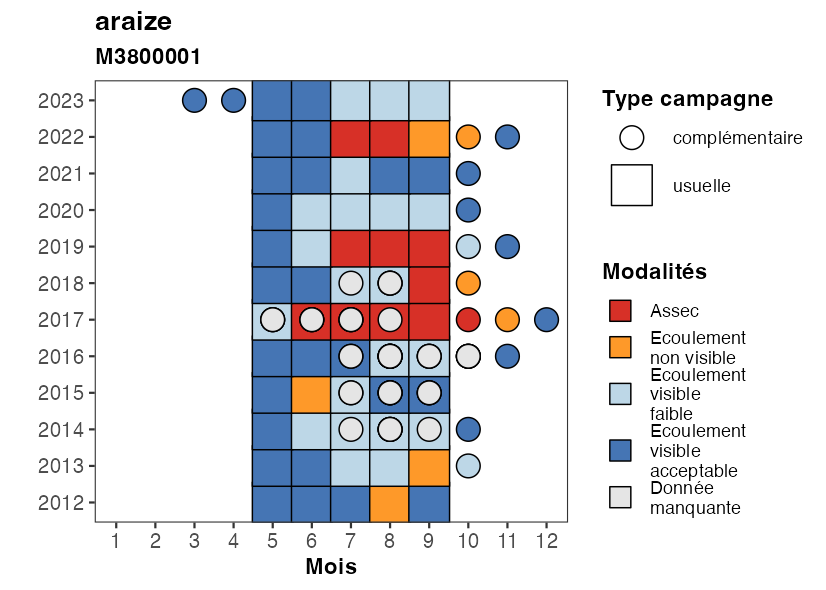 araize
M3800001
2023
2022
2021
2020
2019
2018
2017
2016
2015
2014
2013
2012
1 2 3 4 5 6 7 8 9 10 11 12
Mois
Type campagne
complémentaire
usuelle
Modalités
Assec
Ecoulement
non visible
Ecoulement
visible
faible
Ecoulement
visible
acceptable
Donnée
manquante